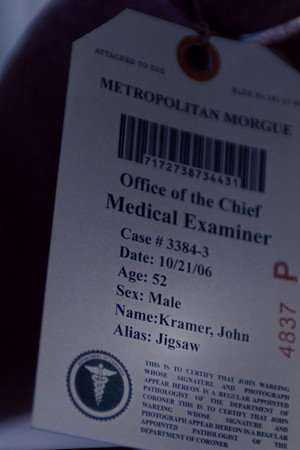 ATTACHED TO TOE
METROPOLITAN MORGUE
7172738734431
Office of the Chief
Medical Examiner
Case # 3384-3
Date: 10/21/06
Age: 52
Sex: Male
Name:Kramer, John
Alias: Jigsaw
4837 P
THIS IS TO CERTIFY THAT JOHN WAREING
WHOSE SIGNATURE AND PHOTOGRAPH
APPEAR HEREON IS A REGULAR APPOINTED
PATHOLOGIST OF THE DEPARTMENT OF
CORONER THIS IS TO CERTIFY THAT JOHN
WAREING WHOSE SIGNATURE AND
PHOTOGRAPH APPEAR HEREON IS A REGULAR
APPOINTED PATHOLOGIST OF THE
DEPARTMENT OF CORONER